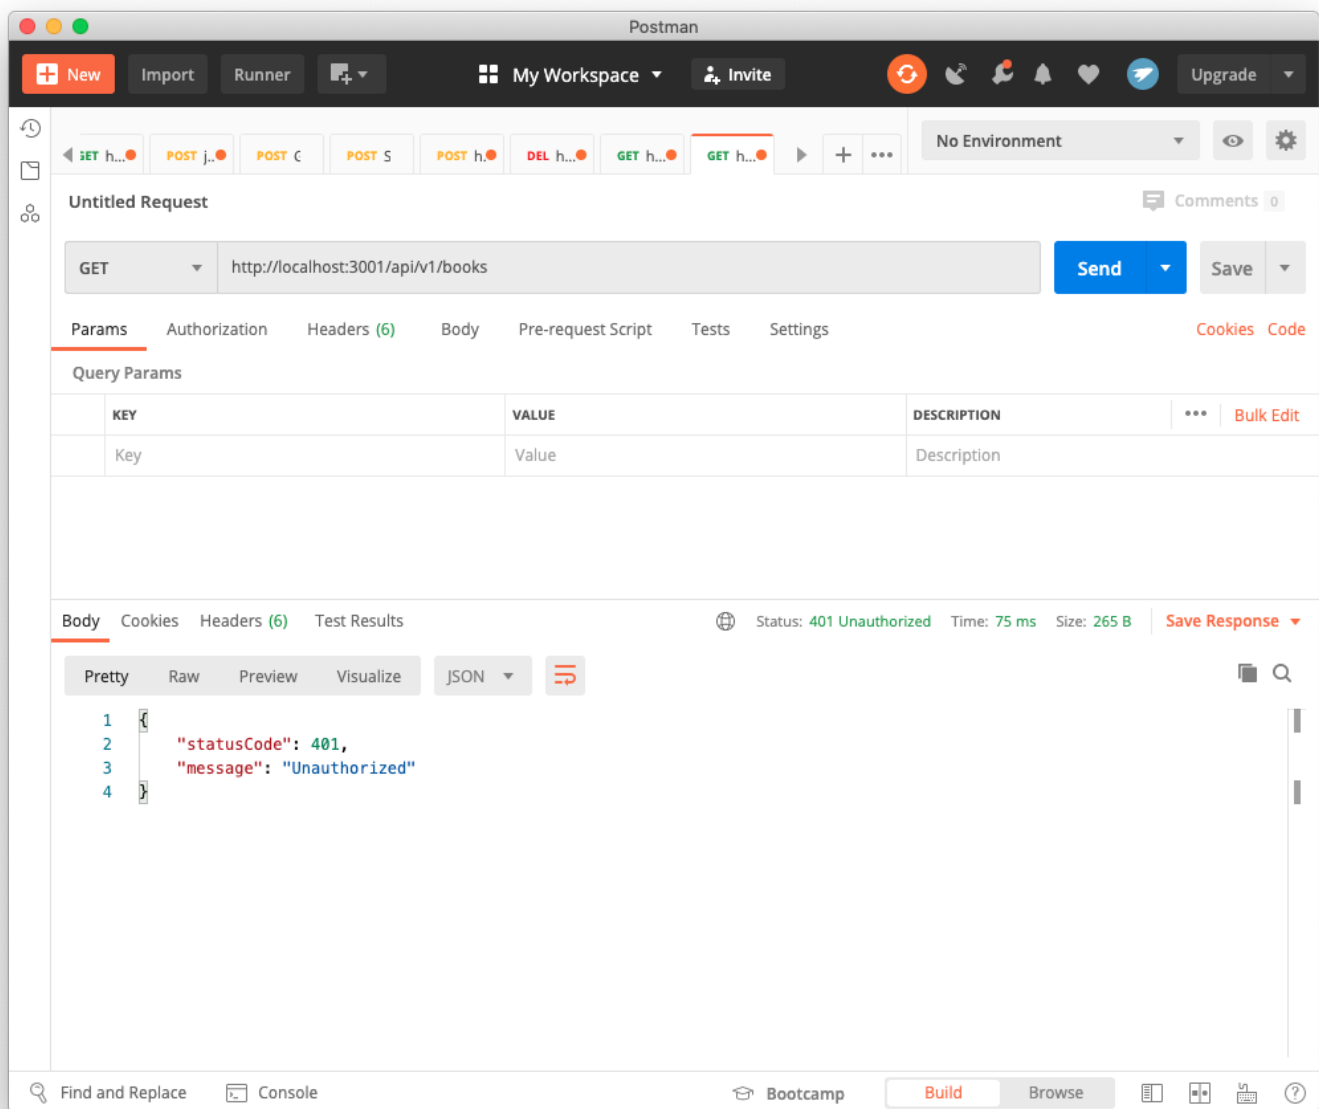 Postman
New Import Runner My Workspace Invite Upgrade
GET h... POST j.. POST POST S POST h. DEL h... GET h... GET h... No Environment
Untitled Request Comments 0
GET http://localhost:3001/api/v1/books Send Save
Params Authorization Headers (6) Body Pre-request Script Tests Settings Cookies Code
Query Params
KEY VALUE DESCRIPTION ••• Bulk Edit
Key Value Description
Body Cookies Headers (6) Test Results Status: 401 Unauthorized Time: 75 ms Size: 265 B Save Response
Pretty Raw Preview Visualize JSON
1 {
2 "statusCode": 401,
3 "message": "Unauthorized"
4 }
Find and Replace Console Bootcamp Build Browse